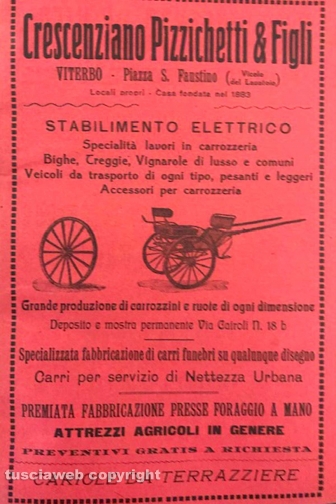 Crescenziano Pizzichetti & Figli
VITERBO - Piazza S. Faustino (Vicolo del Lavatoio)
Locali propri - Casa fondata nel 1883
STABILIMENTO ELETTRICO
Specialità lavori in carrozzeria
Bighe, Treggie, Vignarole di lusso e comuni
Veicoli da trasporto di ogni tipo, pesanti e leggeri
Accessori per carrozzeria
Grande produzione di carrozzini e ruote di ogni dimensione
Deposito e mostra permanente Via Cairoli N. 18 b
Specializzata fabbricazione di carri funebri su qualunque disegno
Carri per servizio di Nettezza Urbana
PREMIATA FABBRICAZIONE PRESSE FORAGGIO A MANO
ATTREZZI AGRICOLI IN GENERE
PREVENTIVI GRATIS A RICHIESTA
TERRAZZIERE
tusciaweb copyright